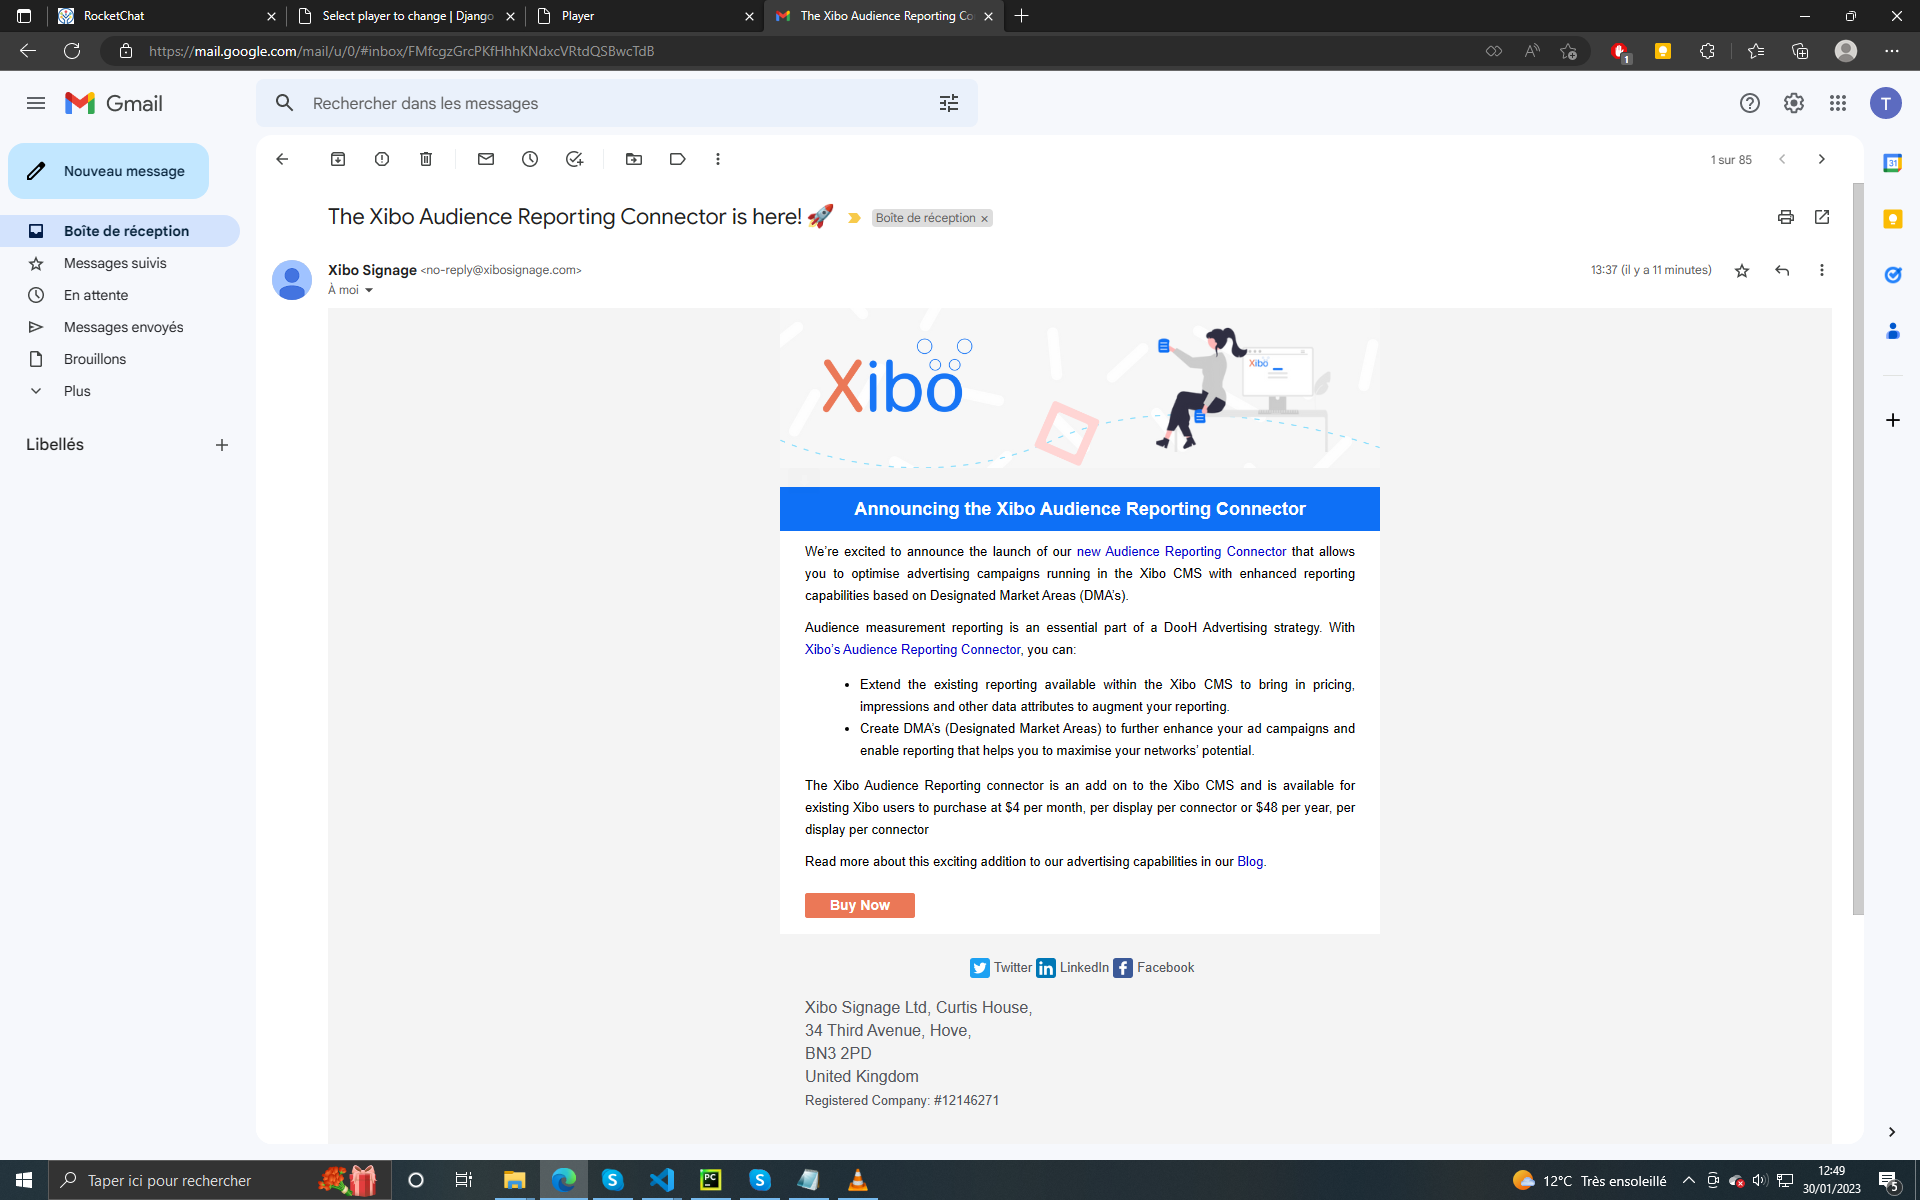 RocketChat
Select player to change | Django
Player
The Xibo Audience Reporting Co
https://mail.google.com/mail/u/0/#inbox/FMfcgzGrcPKfHhhKNdxcVRtdQSBwcTdB
1
Gmail
Rechercher dans les messages
T
Nouveau message
1 sur 85
31
Boîte de réception
Messages suivis
En attente
Messages envoyés
Brouillons
Plus
Libellés
The Xibo Audience Reporting Connector is here! 🚀
Boîte de réception ×
Xibo Signage <no-reply@xibosignage.com>
13:37 (il y a 11 minutes)
À moi
Xibo
Xibo
Announcing the Xibo Audience Reporting Connector
We're excited to announce the launch of our new Audience Reporting Connector that allows
you to optimise advertising campaigns running in the Xibo CMS with enhanced reporting
capabilities based on Designated Market Areas (DMA's).
Audience measurement reporting is an essential part of a DooH Advertising strategy. With
Xibo's Audience Reporting Connector, you can:
• Extend the existing reporting available within the Xibo CMS to bring in pricing,
impressions and other data attributes to augment your reporting.
• Create DMA's (Designated Market Areas) to further enhance your ad campaigns and
enable reporting that helps you to maximise your networks' potential.
The Xibo Audience Reporting connector is an add on to the Xibo CMS and is available for
existing Xibo users to purchase at $4 per month, per display per connector or $48 per year, per
display per connector
Read more about this exciting addition to our advertising capabilities in our Blog.
Buy Now
Twitter LinkedIn Facebook
Xibo Signage Ltd, Curtis House,
34 Third Avenue, Hove,
BN3 2PD
United Kingdom
Registered Company: #12146271
Taper ici pour rechercher
PC
12°C Très ensoleillé
12:49
30/01/2023
5